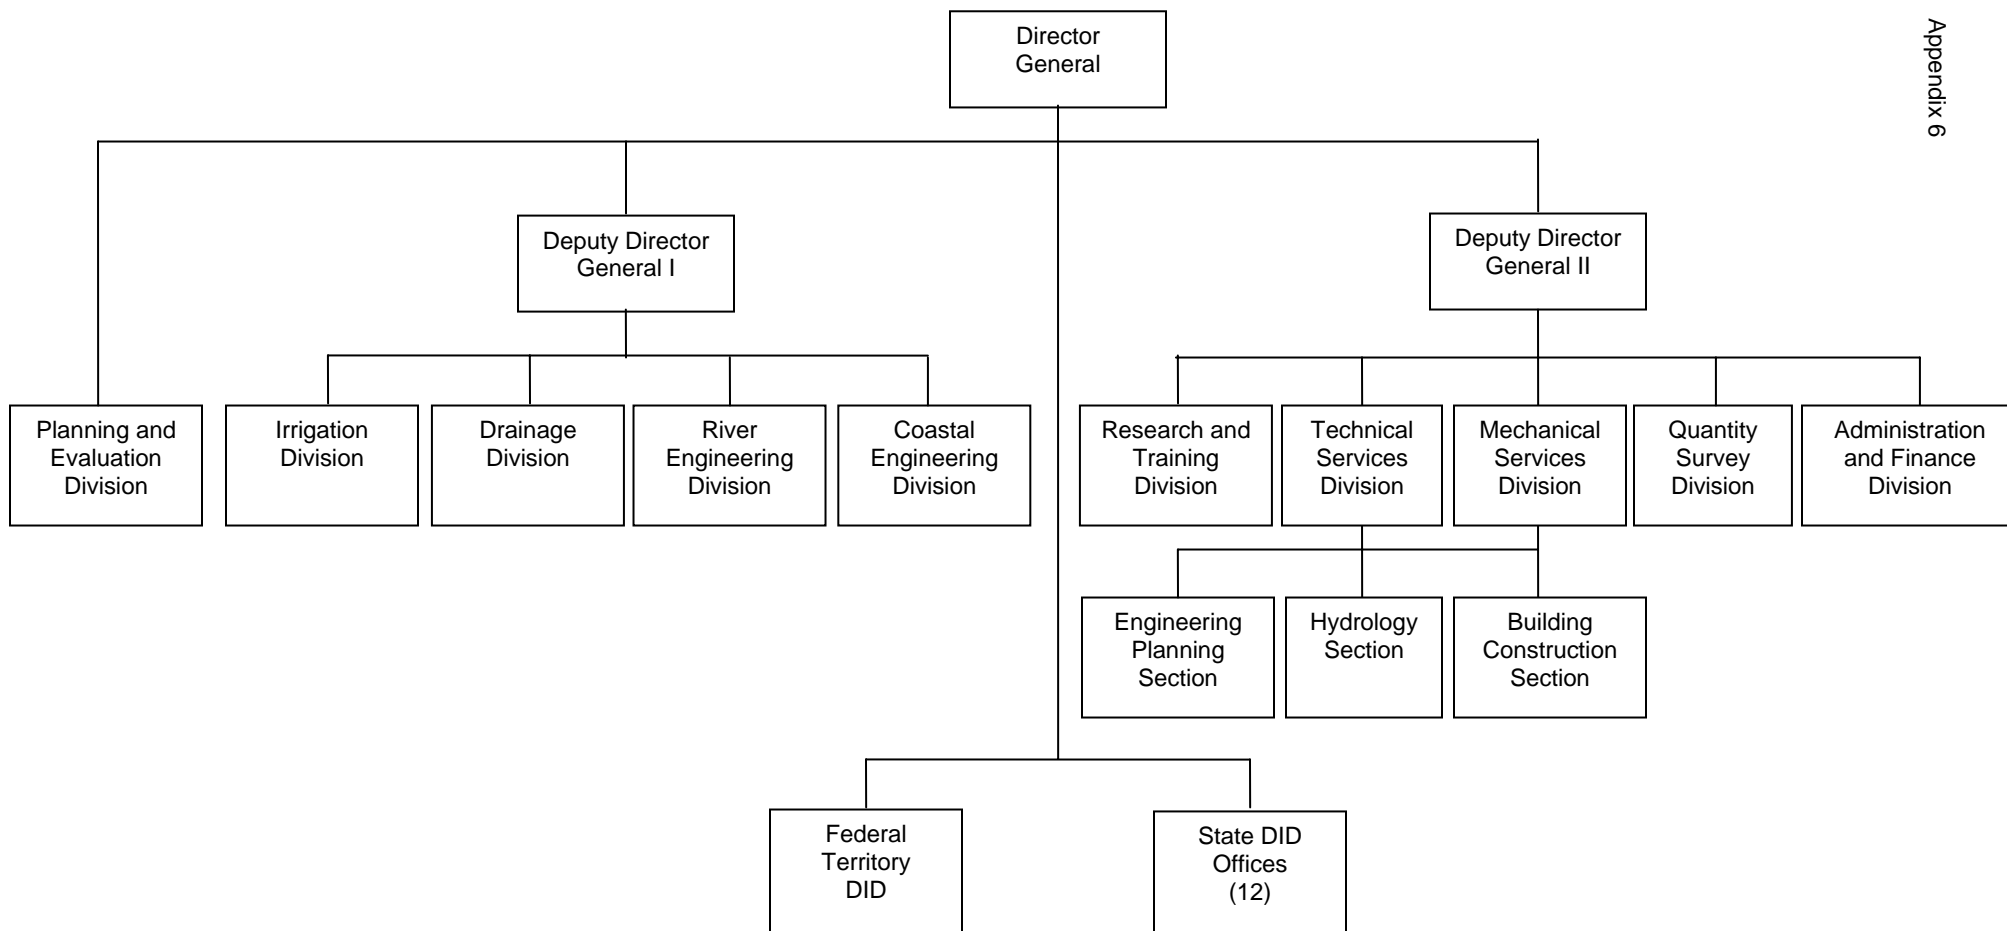 Appendix 6
Director
General
Deputy Director
General I
Deputy Director
General II
Planning and
Evaluation
Division
Irrigation
Division
Drainage
Division
River
Engineering
Division
Coastal
Engineering
Division
Research and
Training
Division
Technical
Services
Division
Mechanical
Services
Division
Quantity
Survey
Division
Administration
and Finance
Division
Engineering
Planning
Section
Hydrology
Section
Building
Construction
Section
Federal
Territory
DID
State DID
Offices
(12)